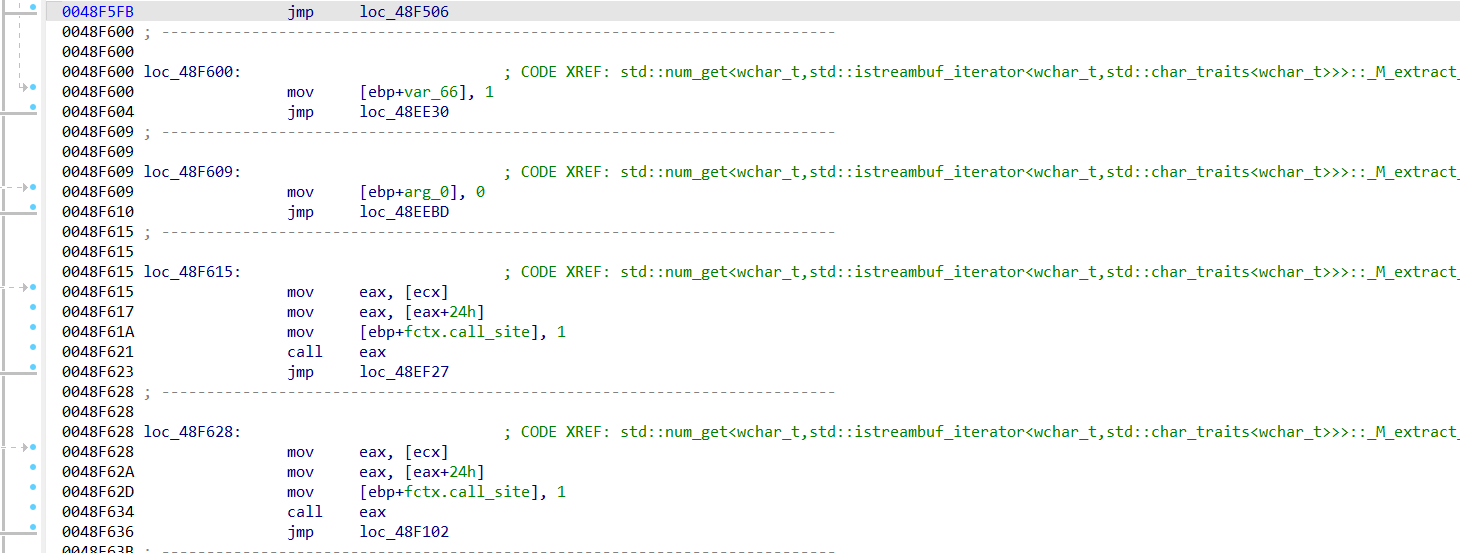 0048F5FB jmp loc_48F506
0048F600 ; ---------------------------------------------------------------------------
0048F600
0048F600 loc_48F600: ; CODE XREF: std::num_get<wchar_t,std::istreambuf_iterator<wchar_t,std::char_traits<wchar_t>>>::_M_extract_
0048F600 mov [ebp+var_66], 1
0048F604 jmp loc_48EE30
0048F609 ; ---------------------------------------------------------------------------
0048F609
0048F609 loc_48F609: ; CODE XREF: std::num_get<wchar_t,std::istreambuf_iterator<wchar_t,std::char_traits<wchar_t>>>::_M_extract_
0048F609 mov [ebp+arg_0], 0
0048F610 jmp loc_48EEBD
0048F615 ; ---------------------------------------------------------------------------
0048F615
0048F615 loc_48F615: ; CODE XREF: std::num_get<wchar_t,std::istreambuf_iterator<wchar_t,std::char_traits<wchar_t>>>::_M_extract_
0048F615 mov eax, [ecx]
0048F617 mov eax, [eax+24h]
0048F61A mov [ebp+fctx.call_site], 1
0048F621 call eax
0048F623 jmp loc_48EF27
0048F628 ; ---------------------------------------------------------------------------
0048F628
0048F628 loc_48F628: ; CODE XREF: std::num_get<wchar_t,std::istreambuf_iterator<wchar_t,std::char_traits<wchar_t>>>::_M_extract_
0048F628 mov eax, [ecx]
0048F62A mov eax, [eax+24h]
0048F62D mov [ebp+fctx.call_site], 1
0048F634 call eax
0048F636 jmp loc_48F102
0048F63B ; ---------------------------------------------------------------------------